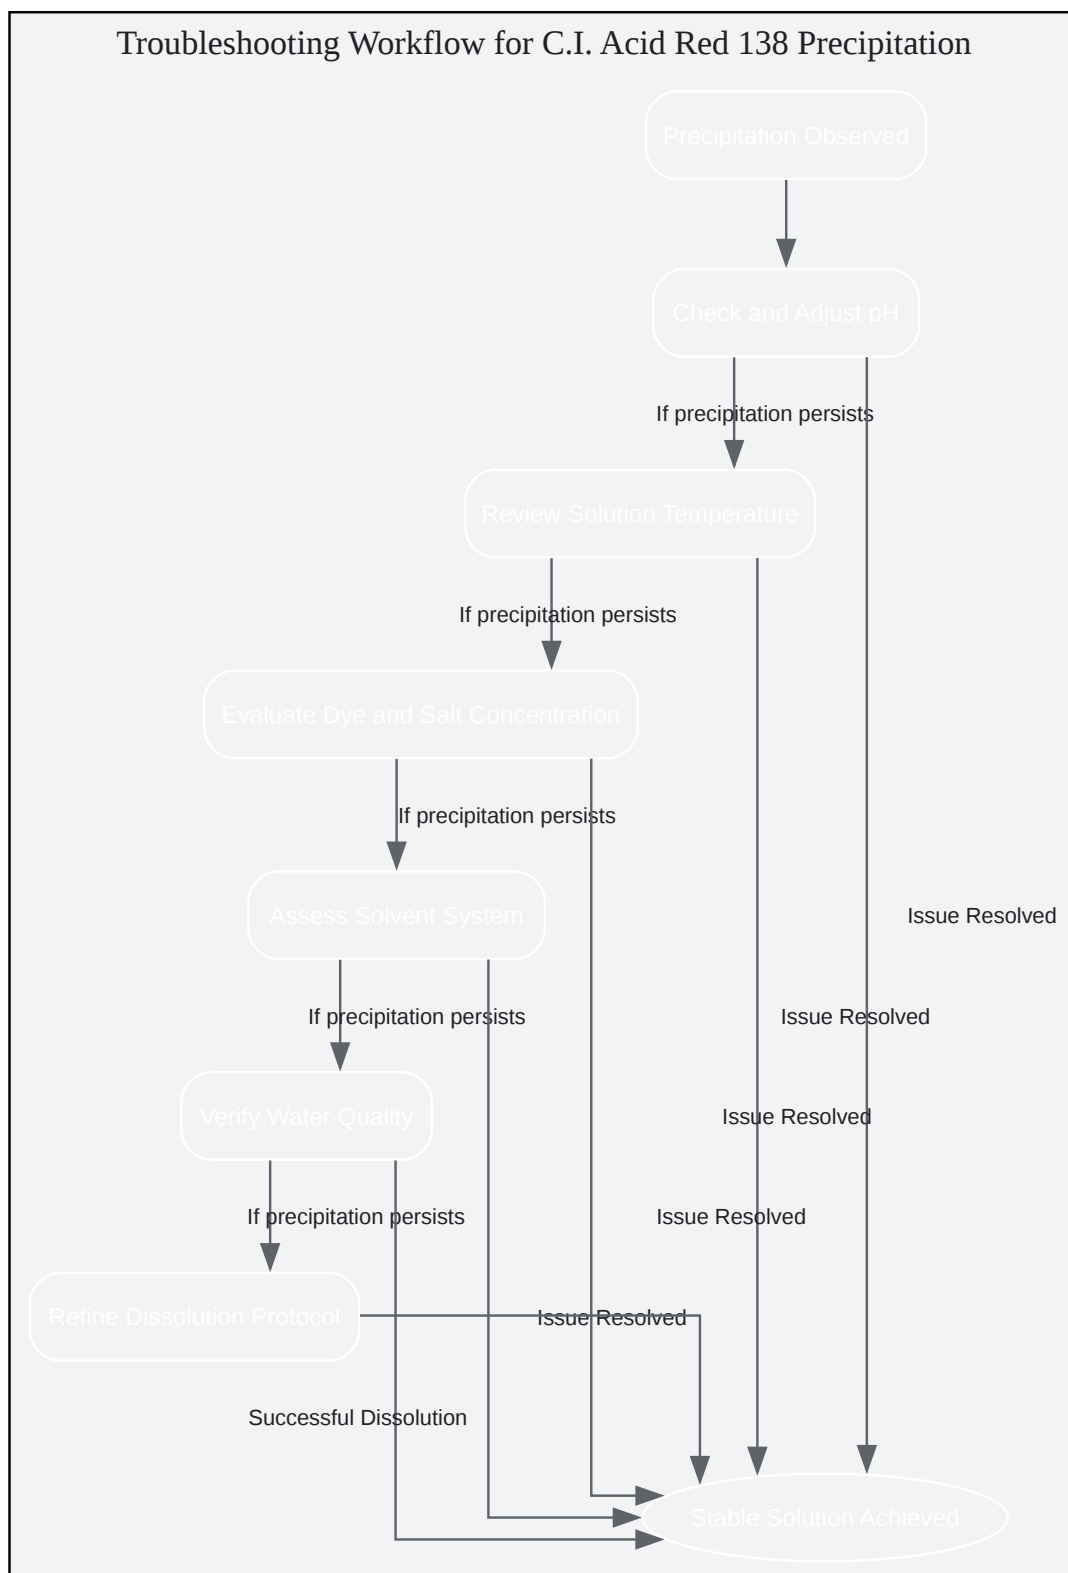 Troubleshooting Workflow for C.I. Acid Red 138 Precipitation
Precipitation Observed
Check and Adjust pH
If precipitation persists
Review Solution Temperature
If precipitation persists
Evaluate Dye and Salt Concentration
If precipitation persists
Assess Solvent System
Issue Resolved
If precipitation persists
Issue Resolved
Verify Water Quality
Issue Resolved
If precipitation persists
Issue Resolved
Refine Dissolution Protocol
Issue Resolved
Successful Dissolution
Stable Solution Achieved